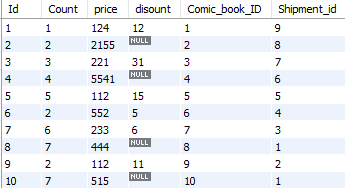 Id Count price disount Comic_book_ID Shipment_id
1 1 124 12 1 9
2 2 2155 NULL 2 8
3 3 221 31 3 7
4 4 5541 NULL 4 6
5 5 112 15 5 5
6 2 552 5 6 4
7 6 233 6 7 3
8 7 444 NULL 8 1
9 2 112 11 9 2
10 7 515 NULL 10 1